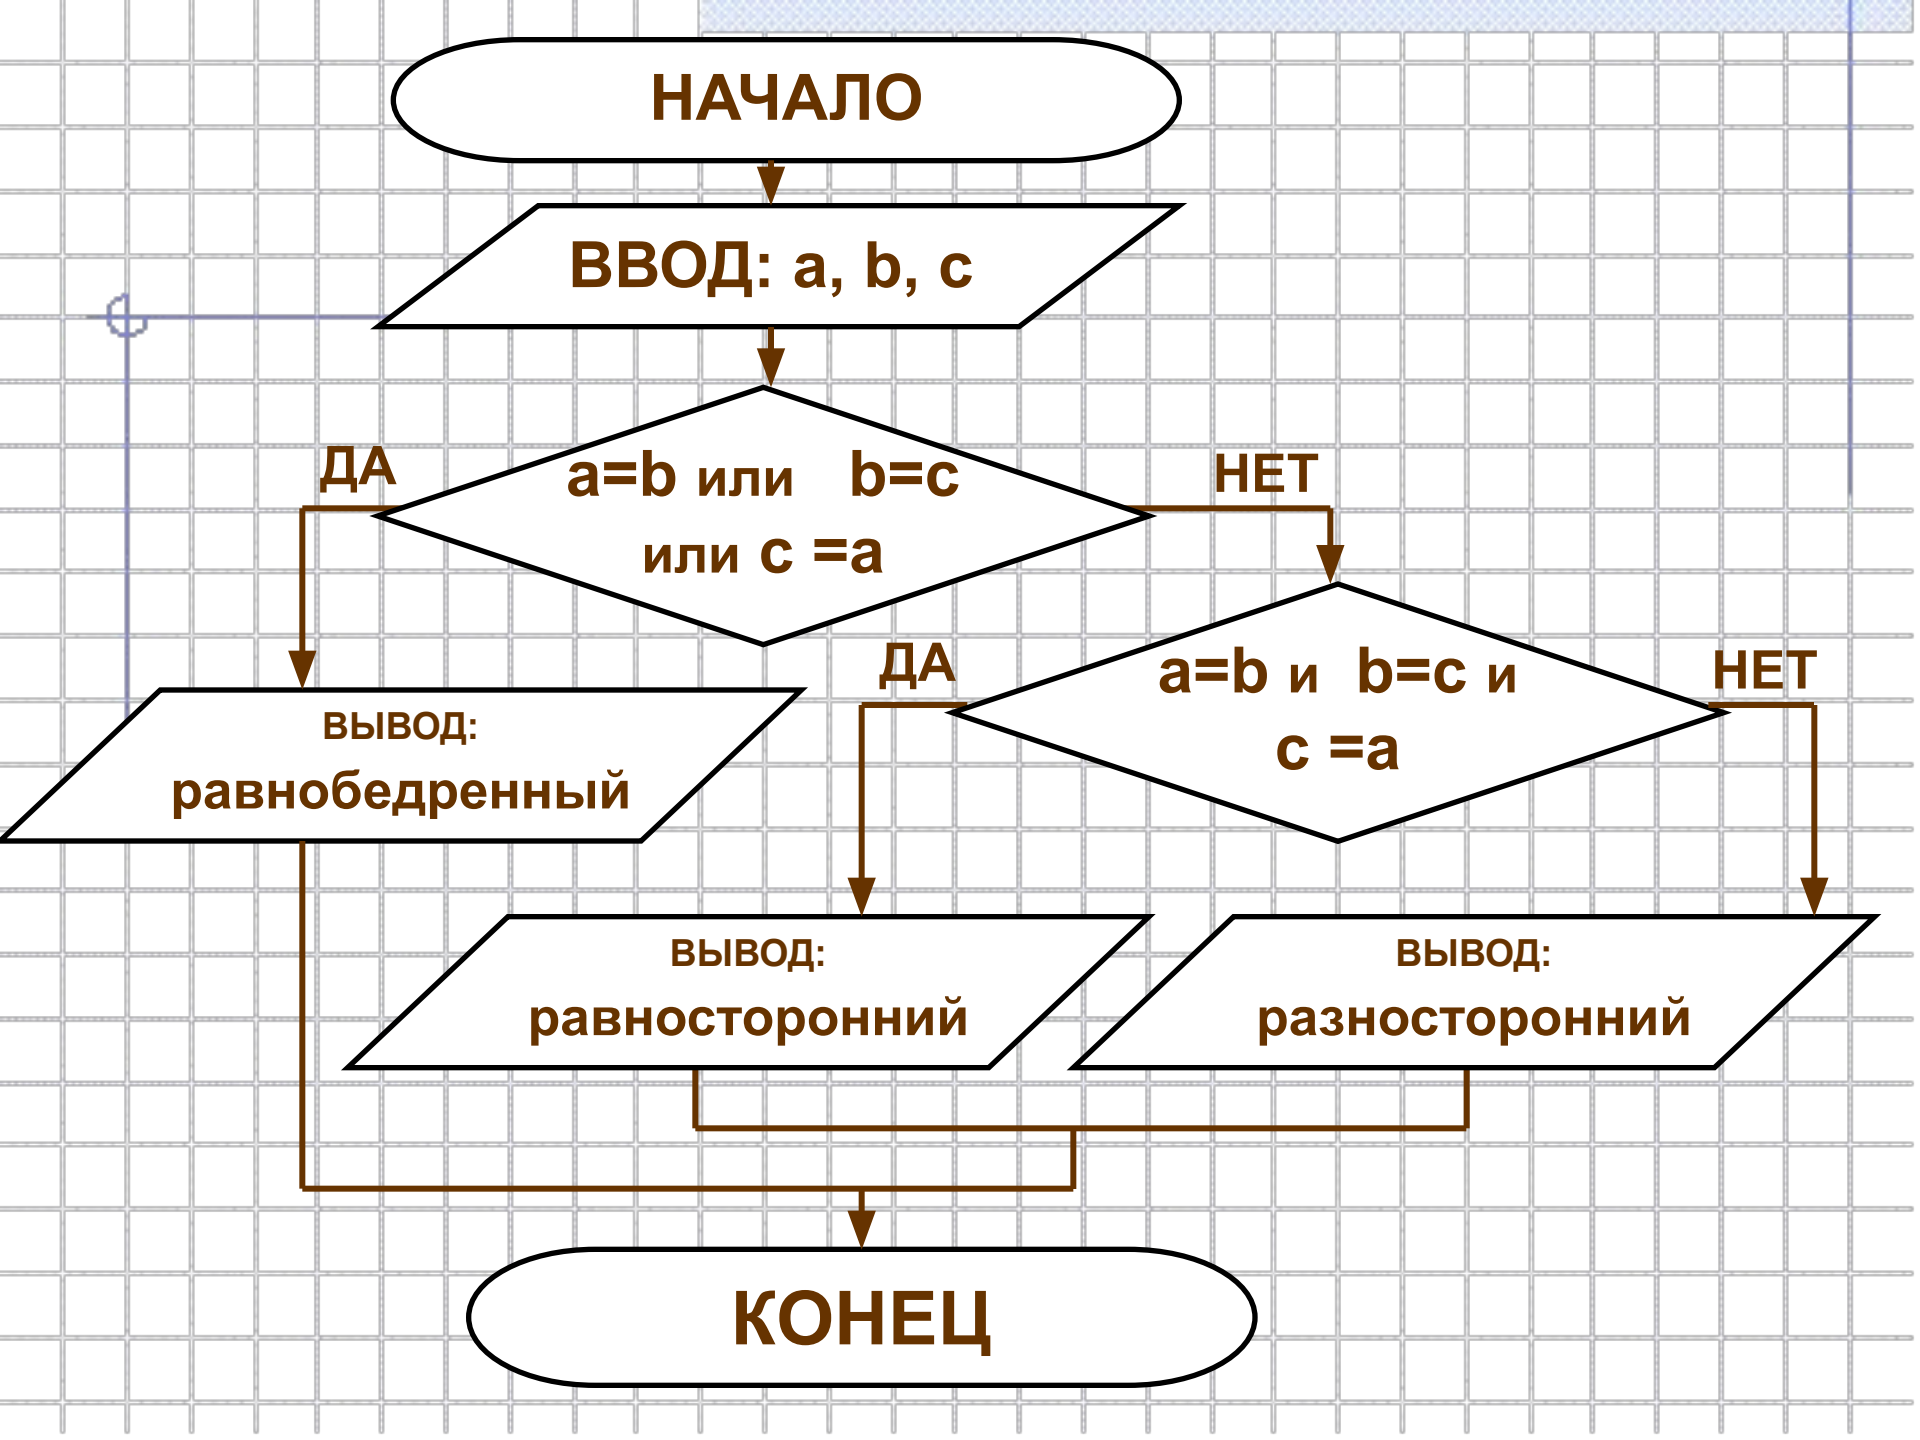 НАЧАЛО
ВВОД: a, b, c
ДА
a=b или b=c
или c =a
НЕТ
ДА
a=b и b=c и
c =a
НЕТ
ВЫВОД:
равнобедренный
ВЫВОД:
равносторонний
ВЫВОД:
разносторонний
КОНЕЦ